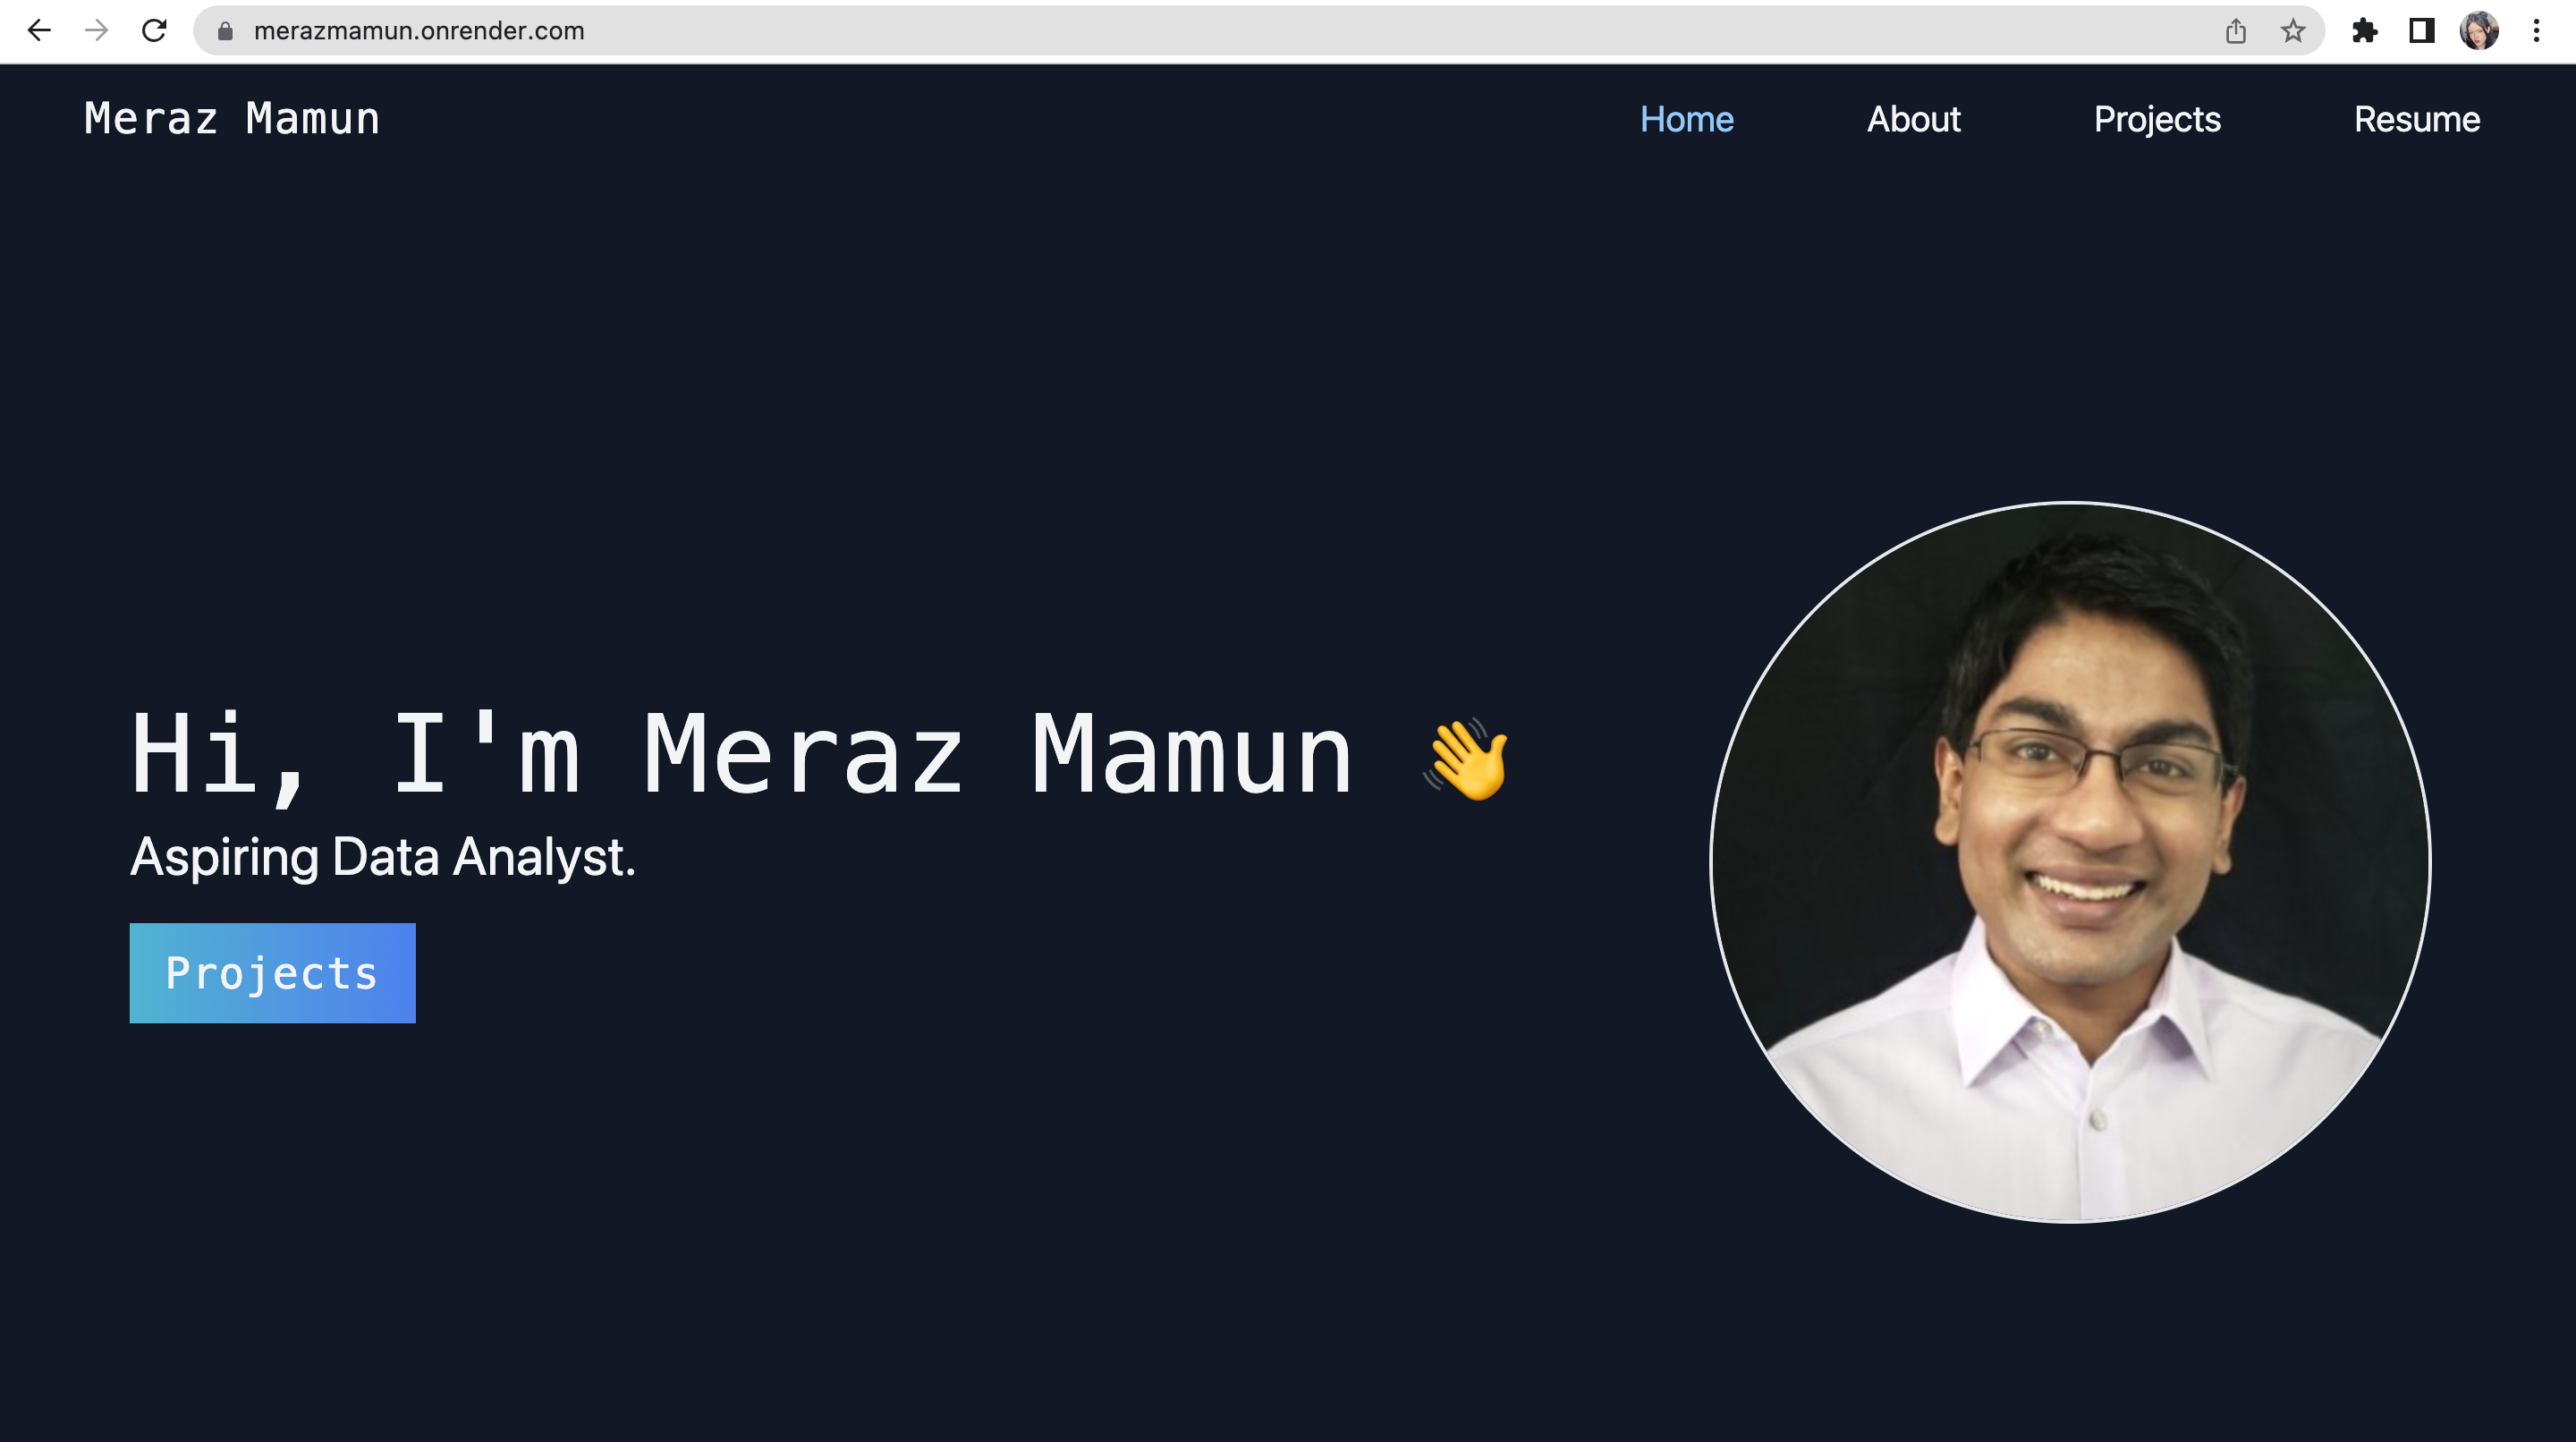 merazmamun.onrender.com
Meraz Mamun
Home About Projects Resume
Hi, I'm Meraz Mamun 👋
Aspiring Data Analyst.
Projects